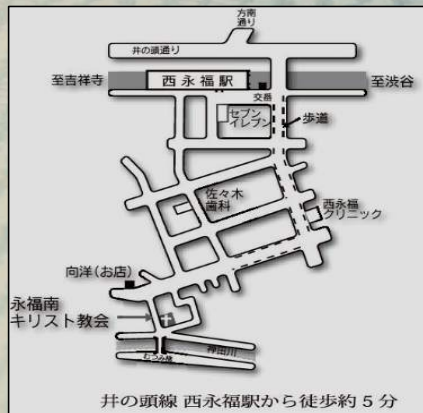 方南
通り
井の頭通り
至吉祥寺
西永福駅
至渋谷
交番
セブン
イレブン
歩道
佐々木
歯科
西永福
クリニック
向洋(お店)
永福南
キリスト教会
神田川
井の頭線 西永福駅から徒歩約 5 分